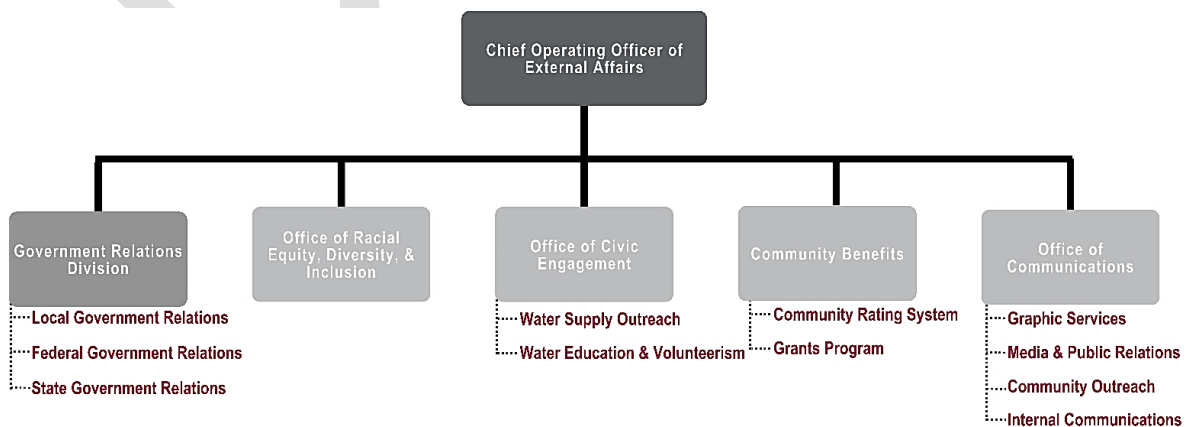 Chief Operating Officer of
External Affairs
Government Relations
Division
Office of Racial
Equity, Diversity, &
Inclusion
Office of Civic
Engagement
Community Benefits
Office of
Communications
Local Government Relations
Federal Government Relations
State Government Relations
Water Supply Outreach
Water Education & Volunteerism
Community Rating System
Grants Program
Graphic Services
Media & Public Relations
Community Outreach
Internal Communications